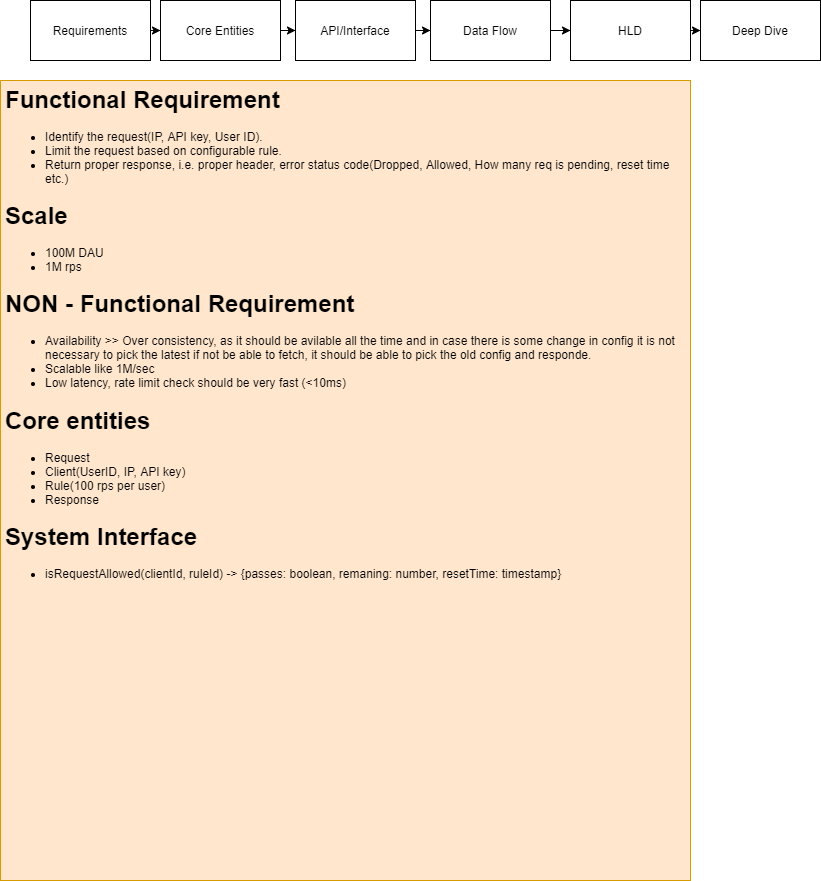 Requirements
Core Entities
API/Interface
Data Flow
HLD
Deep Dive
Functional Requirement
Identify the request(IP, API key, User ID).
Limit the request based on configurable rule.
Return proper response, i.e. proper header, error status code(Dropped, Allowed, How many req is pending, reset time
etc.)
Scale
100M DAU
1M rps
NON - Functional Requirement
Availability >> Over consistency, as it should be avilable all the time and in case there is some change in config it is not
necessary to pick the latest if not be able to fetch, it should be able to pick the old config and responde.
Scalable like 1M/sec
Low latency, rate limit check should be very fast (<10ms)
Core entities
Request
Client(UserID, IP, API key)
Rule(100 rps per user)
Response
System Interface
isRequestAllowed(clientId, ruleId) -> {passes: boolean, remaning: number, resetTime: timestamp}